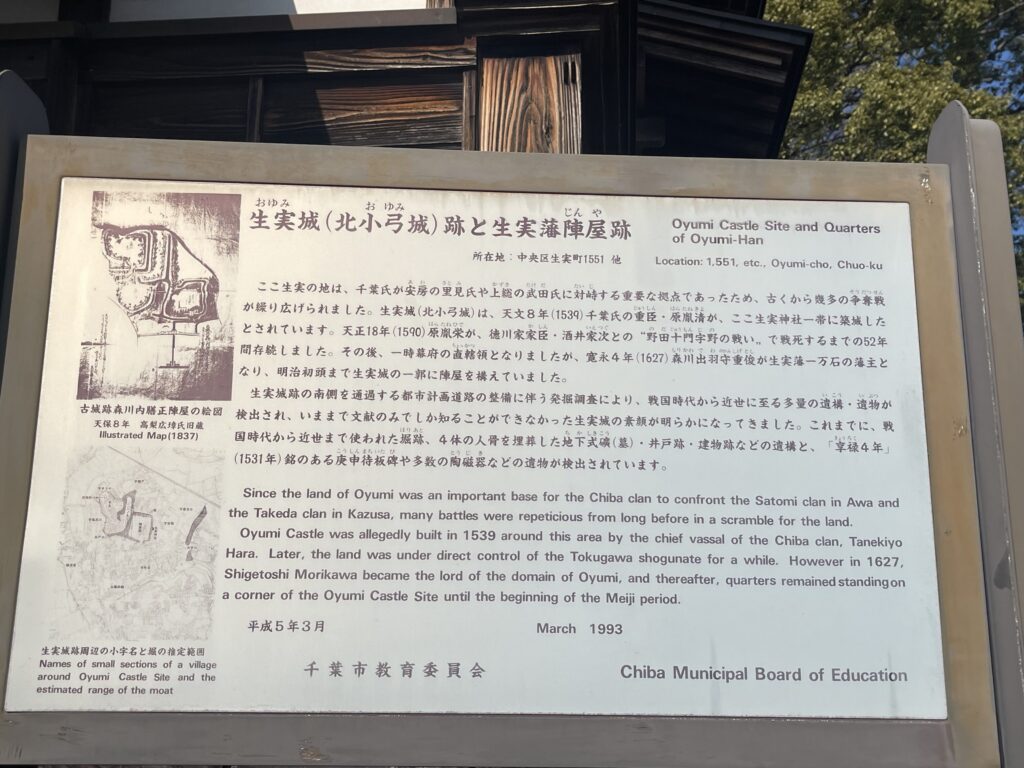 生実城(北小弓城)跡と生実藩陣屋跡
所在地:中央区生実町1551 他
Oyumi Castle Site and Quarters
of Oyumi-Han
Location: 1,551, etc., Oyumi-cho, Chuo-ku
ここ生実の地は、千葉氏が安房の里見氏や上総の武田氏に対峙する重要な拠点であったため、古くから幾多の争奪戦
が繰り広げられました。生実城(北小弓城)は、天文8年(1539)千葉氏の重臣・原胤清が、ここ生実神社一帯に築城した
とされています。天正18年(1590)原胤栄が、徳川家家臣・酒井家次との“野田十門字野の戦い”で戦死するまでの52年
間存続しました。その後、一時幕府の直轄領となりましたが、寛永4年(1627)森川出羽守重俊が生実藩一万石の藩主と
なり、明治初頭まで生実城の一郭に陣屋を構えていました。
生実城跡の南側を通過する都市計画道路の整備に伴う発掘調査により、戦国時代から近世に至る多量の遺構・遺物が
検出され、いままで文献のみでしか知ることができなかった生実城の素顔が明らかになってきました。これまでに、戦
国時代から近世まで使われた堀跡、4体の人骨を埋葬した地下式壙(墓)・井戸跡・建物跡などの遺構と、「享禄4年」
(1531年)銘のある庚申待板碑や多数の陶磁器などの遺物が検出されています。
Since the land of Oyumi was an important base for the Chiba clan to confront the Satomi clan in Awa and
the Takeda clan in Kazusa, many battles were repeticious from long before in a scramble for the land.
Oyumi Castle was allegedly built in 1539 around this area by the chief vassal of the Chiba clan, Tanekiyo
Hara. Later, the land was under direct control of the Tokugawa shogunate for a while. However in 1627,
Shigetoshi Morikawa became the lord of the domain of Oyumi, and thereafter, quarters remained standing on
a corner of the Oyumi Castle Site until the beginning of the Meiji period.
平成5年3月
March 1993
千葉市教育委員会
Chiba Municipal Board of Education
古城跡森川内膳正陣屋の絵図
天保8年 高梨広埼氏旧蔵
Illustrated Map(1837)
生実城跡周辺の小字名と堀の推定範囲
Names of small sections of a village
around Oyumi Castle Site and the
estimated range of the moat